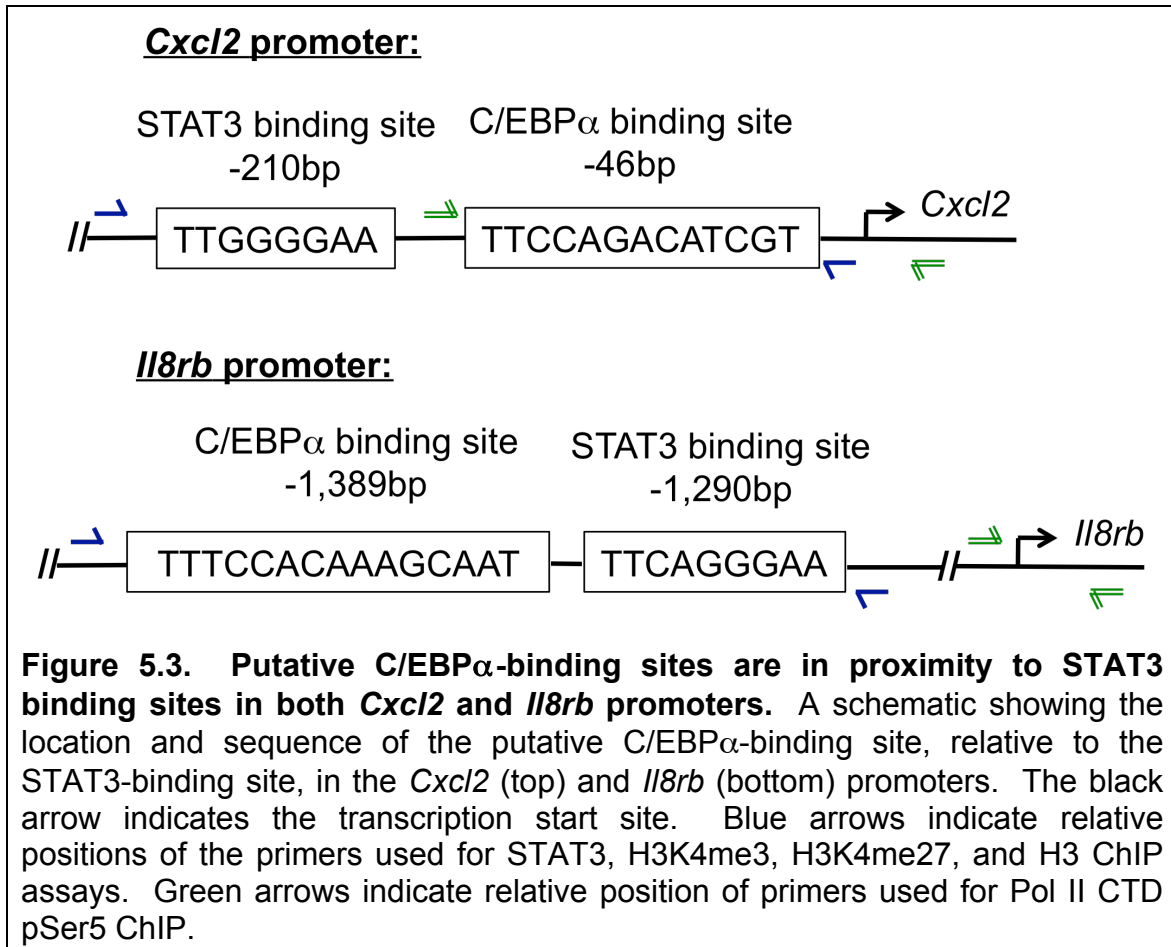 Cxcl2 promoter:
STAT3 binding site C/EBPα binding site
-210bp -46bp
// TTGGGGAA TTCCAGACATCGT Cxcl2
Il8rb promoter:
C/EBPα binding site STAT3 binding site
-1,389bp -1,290bp
// TTTCCACAAAGCAAT TTCAGGGAA // Il8rb
Figure 5.3. Putative C/EBPα-binding sites are in proximity to STAT3
binding sites in both Cxcl2 and Il8rb promoters. A schematic showing the
location and sequence of the putative C/EBPα-binding site, relative to the
STAT3-binding site, in the Cxcl2 (top) and Il8rb (bottom) promoters. The black
arrow indicates the transcription start site. Blue arrows indicate relative
positions of the primers used for STAT3, H3K4me3, H3K4me27, and H3 ChIP
assays. Green arrows indicate relative position of primers used for Pol II CTD
pSer5 ChIP.